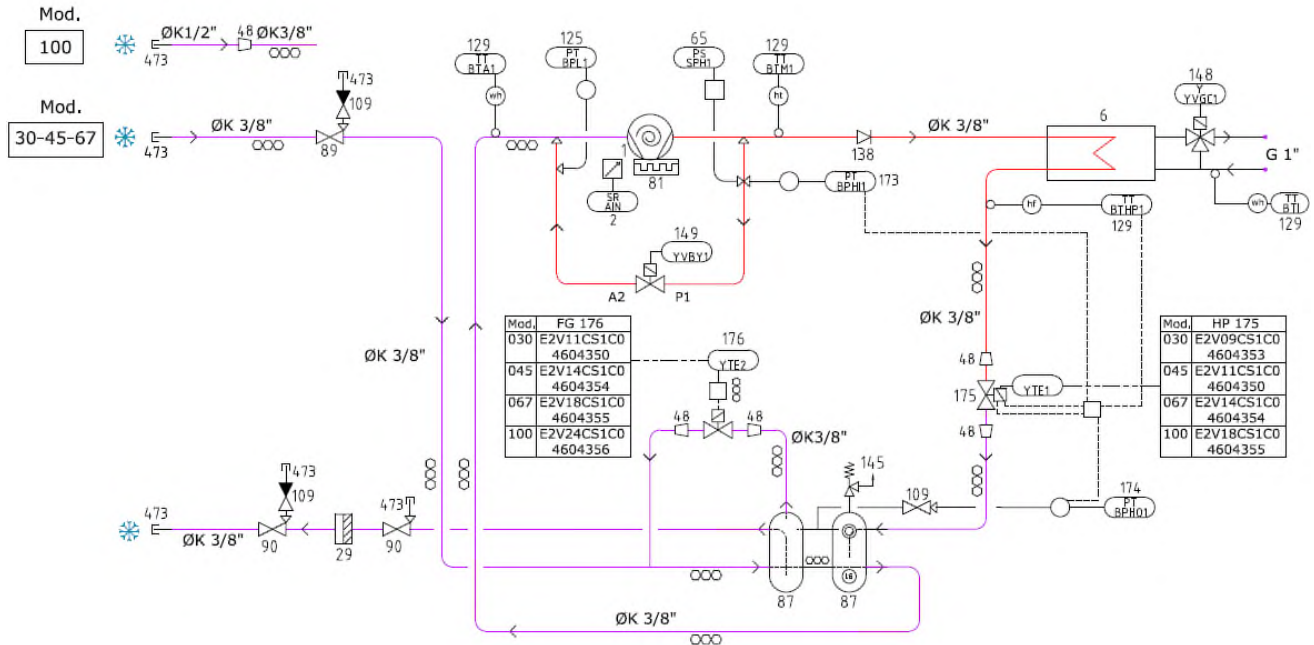 Mod.
100
473
ØK1/2"
48
ØK3/8"
Mod.
30-45-67
473
ØK 3/8"
473
109
89
129
TT
BTA1
wh
125
PT
BPL1
65
PS
SPH1
129
TT
BTM1
ht
1
81
SR
AIN
2
138
ØK 3/8"
6
148
Y
YVGC1
G 1"
PT
BPHI1
173
hf
TT
BTHP1
129
wh
TT
BTI
129
149
YVBY1
A2
P1
ØK 3/8"
ØK 3/8"
Mod. FG 176
030 E2V11CS1C0
4604350
045 E2V14CS1C0
4604354
067 E2V18CS1C0
4604355
100 E2V24CS1C0
4604356
176
YTE2
48
48
ØK3/8"
48
175
YTE1
48
Mod. HP 175
030 E2V09CS1C0
4604353
045 E2V11CS1C0
4604350
067 E2V14CS1C0
4604354
100 E2V18CS1C0
4604355
473
ØK 3/8"
473
109
90
29
473
90
145
109
174
PT
BPHO1
87
87
ØK 3/8"